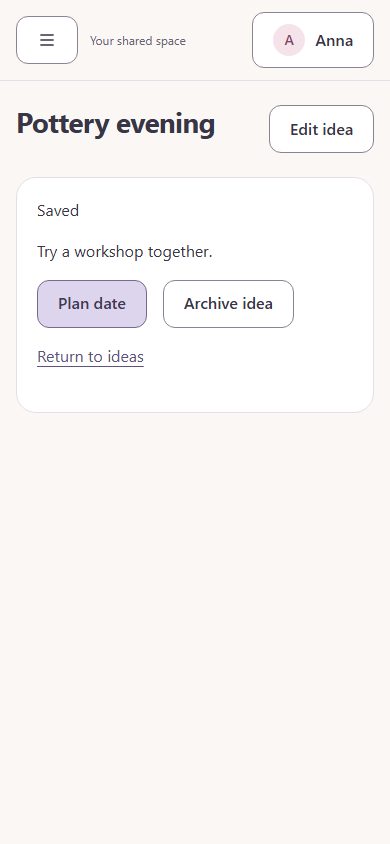 Your shared space
A Anna
Pottery evening
Edit idea
Saved
Try a workshop together.
Plan date
Archive idea
Return to ideas